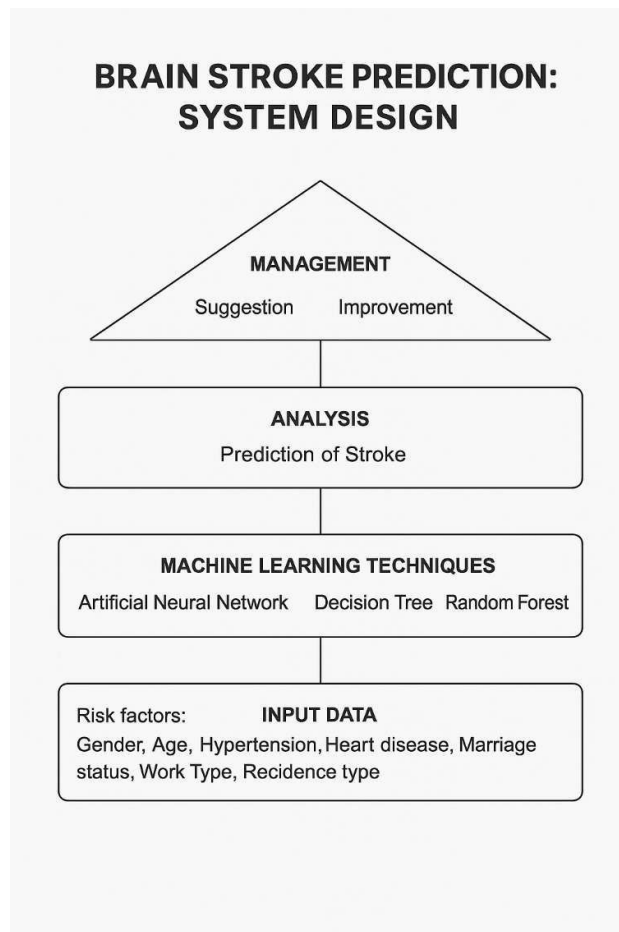 BRAIN STROKE PREDICTION:
SYSTEM DESIGN
MANAGEMENT
Suggestion Improvement
ANALYSIS
Prediction of Stroke
MACHINE LEARNING TECHNIQUES
Artificial Neural Network Decision Tree Random Forest
Risk factors: INPUT DATA
Gender, Age, Hypertension, Heart disease, Marriage
status, Work Type, Recidence type